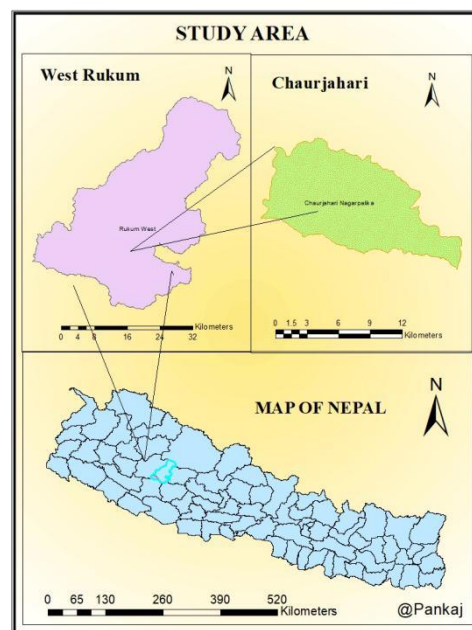 STUDY AREA
West Rukum
N
Rukum West
0 4 8 16 24 32
Kilometers
Chaurjahari
N
Chaurjahari Nagarpalika
Kilometers
0 1.5 3 6 9 12
N
MAP OF NEPAL
0 65 130 260 390 520
Kilometers
@Pankaj